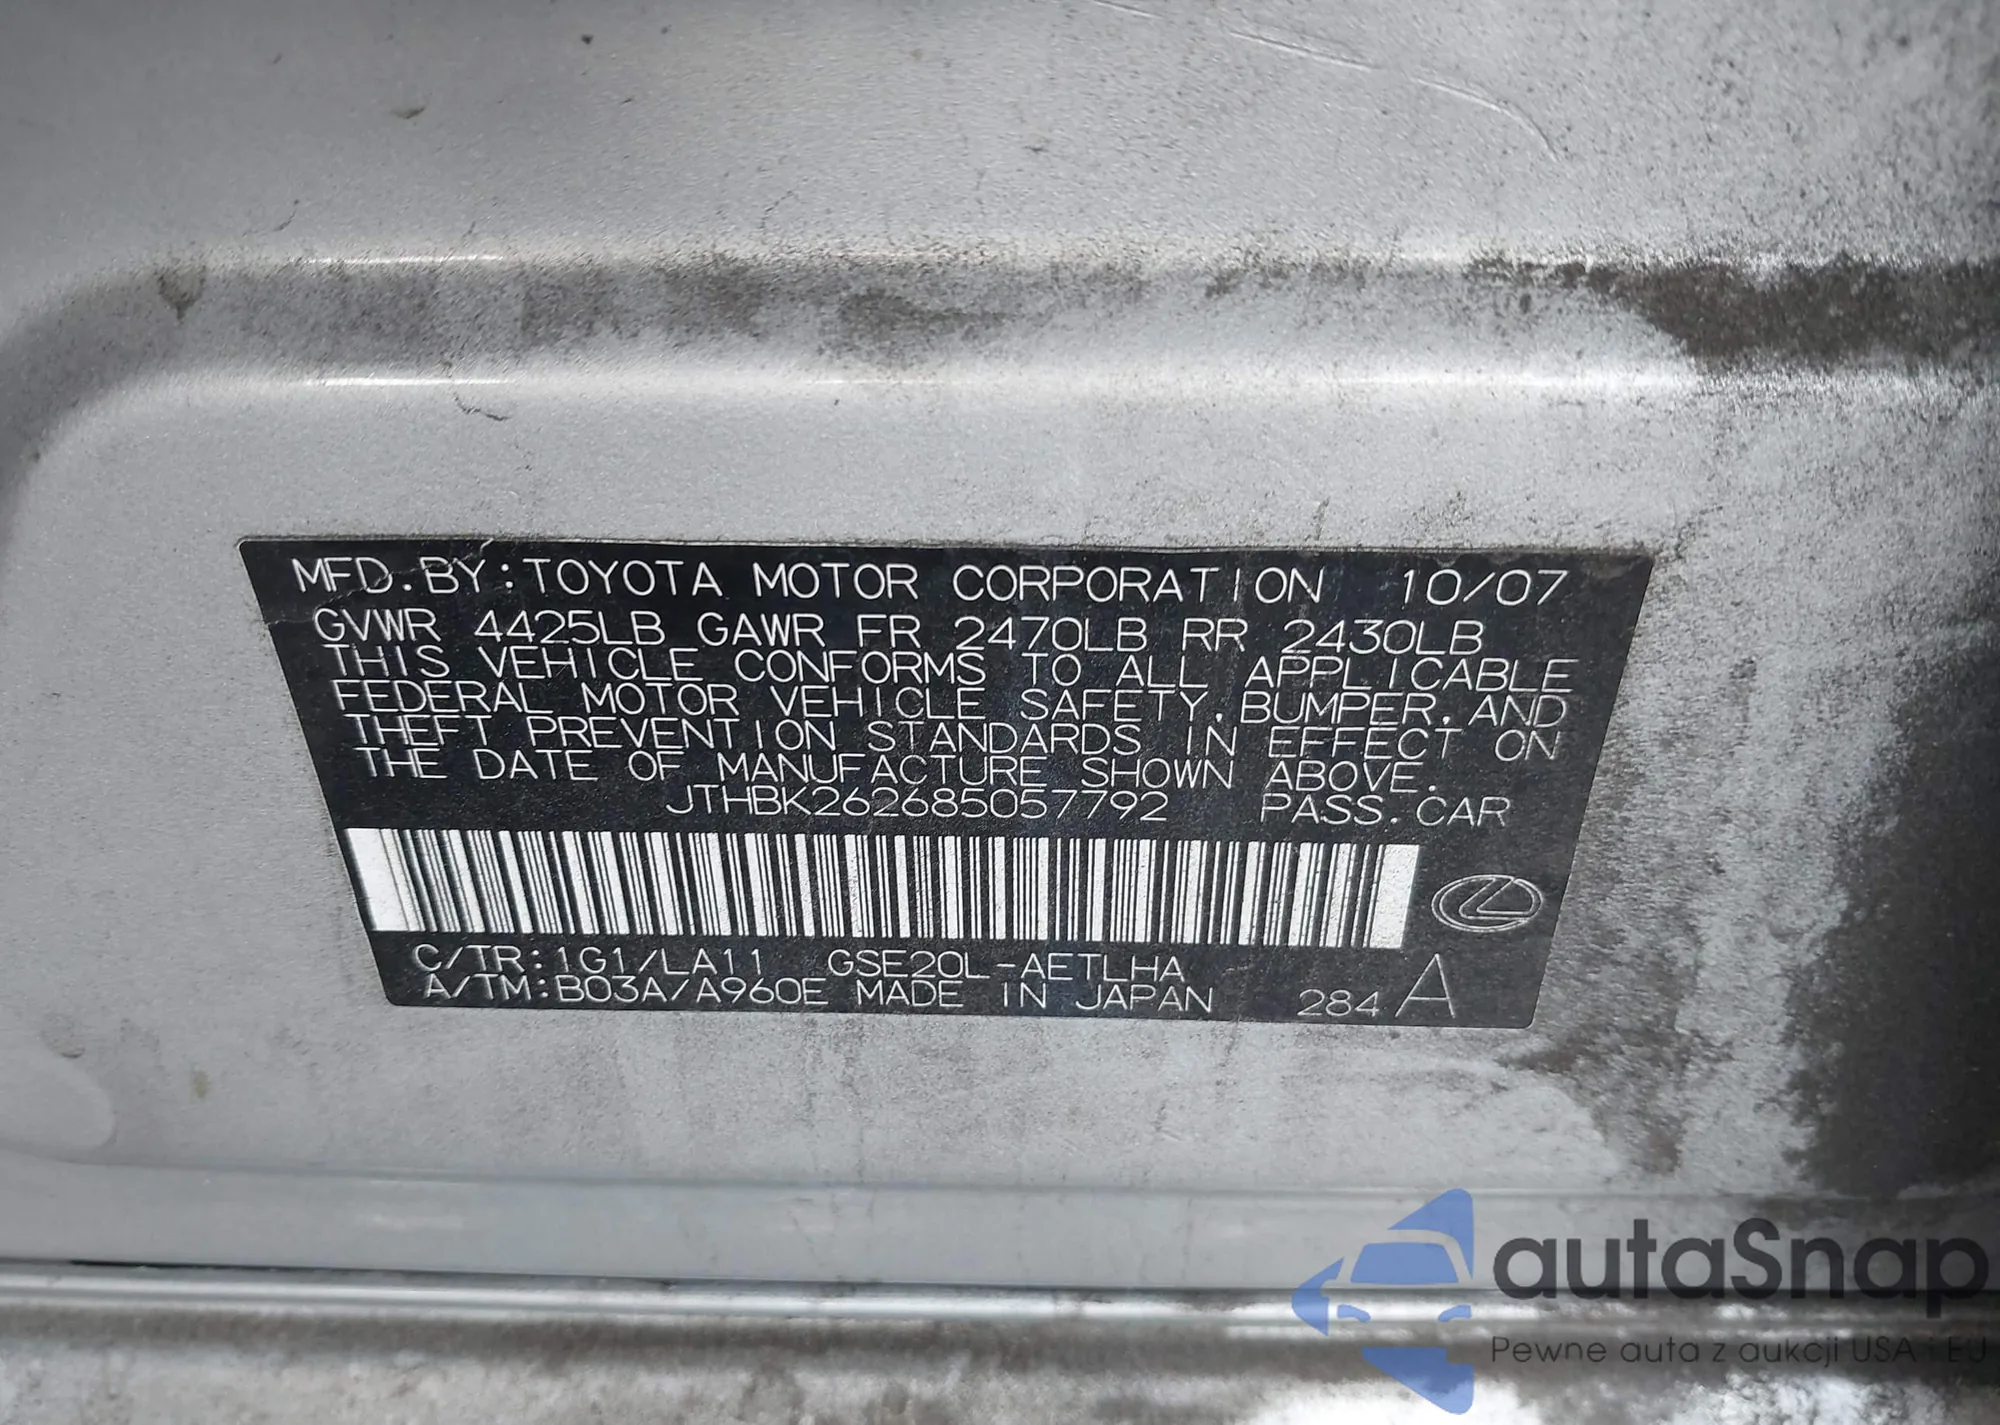 MFD. BY: TOYOTA MOTOR CORPORATION 10/07
GVWR 4425LB GAWR FR 2470LB RR 2430LB
THIS VEHICLE CONFORMS TO ALL APPLICABLE
FEDERAL MOTOR VEHICLE SAFETY, BUMPER, AND
THEFT PREVENTION STANDARDS IN EFFECT ON
THE DATE OF MANUFACTURE SHOWN ABOVE.
JTHBK262685057792 PASS. CAR
C/TR: 1G1/LA11 GSE20L-AETLHA
A/TM: B03A/A960E MADE IN JAPAN 284 A
autaSnap
Pewne auta z aukcji USA i EU